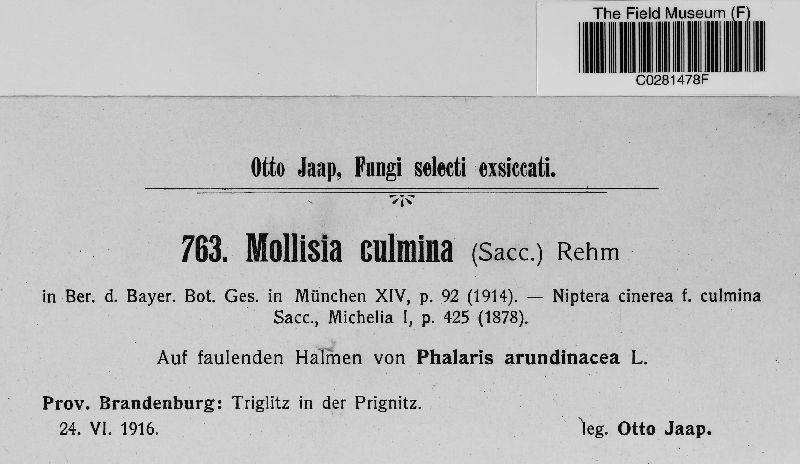 The Field Museum (F)
C0281478F
Otto Jaap, Fungi selecti exsiccati.
763. Mollisia culmina (Sacc.) Rehm
in Ber. d. Bayer. Bot. Ges. in München XIV, p. 92 (1914). — Niptera cinerea f. culmina
Sacc., Michelia I, p. 425 (1878).
Auf faulenden Halmen von Phalaris arundinacea L.
Prov. Brandenburg: Triglitz in der Prignitz.
24. VI. 1916. leg. Otto Jaap.